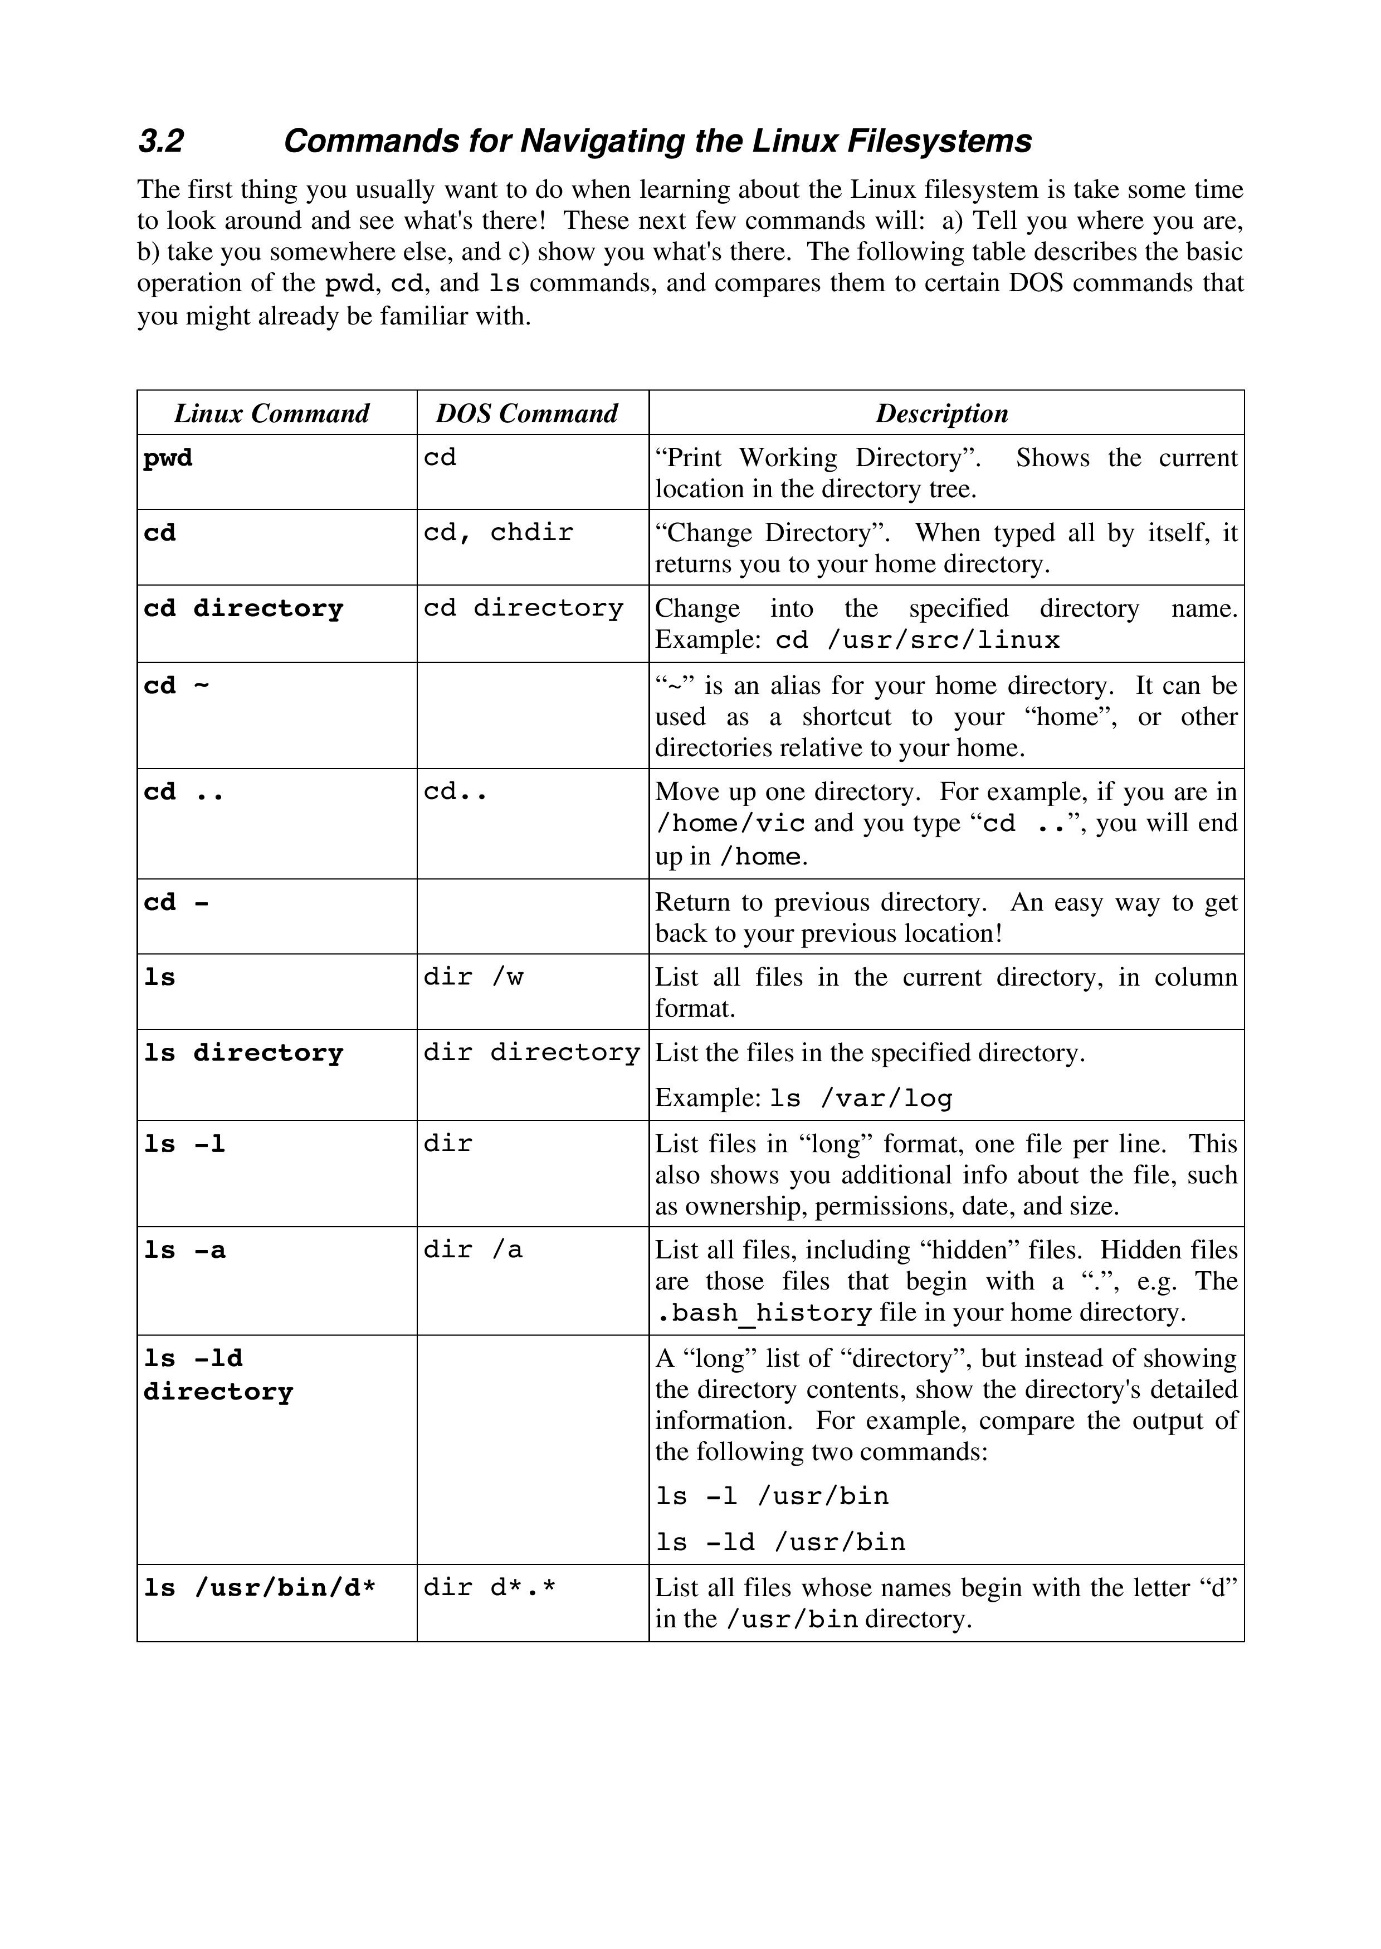 3.2 Commands for Navigating the Linux Filesystems
The first thing you usually want to do when learning about the Linux filesystem is take some time
to look around and see what's there! These next few commands will: a) Tell you where you are,
b) take you somewhere else, and c) show you what's there. The following table describes the basic
operation of the pwd, cd, and ls commands, and compares them to certain DOS commands that
you might already be familiar with.
Linux Command DOS Command Description
pwd cd “Print Working Directory”. Shows the current
location in the directory tree.
cd cd, chdir “Change Directory”. When typed all by itself, it
returns you to your home directory.
cd directory cd directory Change into the specified directory name.
Example: cd /usr/src/linux
cd ~ “~” is an alias for your home directory. It can be
used as a shortcut to your “home”, or other
directories relative to your home.
cd .. cd.. Move up one directory. For example, if you are in
/home/vic and you type “cd ..”, you will end
up in /home.
cd - Return to previous directory. An easy way to get
back to your previous location!
ls dir /w List all files in the current directory, in column
format.
ls directory dir directory List the files in the specified directory.
Example: ls /var/log
ls -l dir List files in “long” format, one file per line. This
also shows you additional info about the file, such
as ownership, permissions, date, and size.
ls -a dir /a List all files, including “hidden” files. Hidden files
are those files that begin with a “.”, e.g. The
.bash_history file in your home directory.
ls -ld A “long” list of “directory”, but instead of showing
directory the directory contents, show the directory's detailed
information. For example, compare the output of
the following two commands:
ls -l /usr/bin
ls -ld /usr/bin
ls /usr/bin/d* dir d*.* List all files whose names begin with the letter “d”
in the /usr/bin directory.